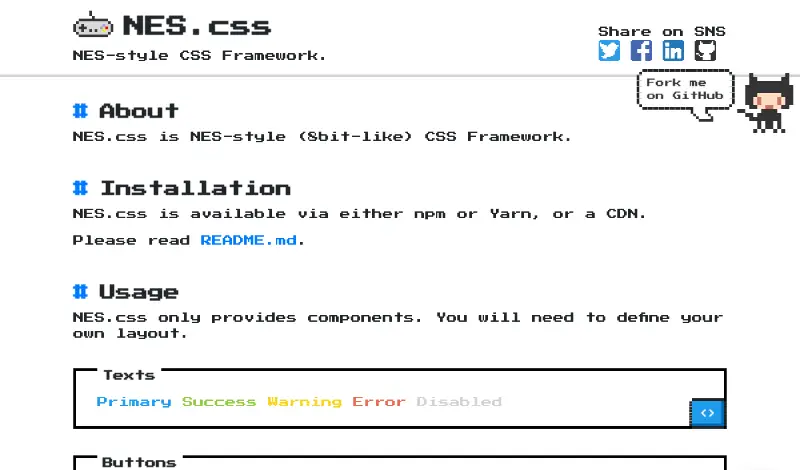 NES.css
NES-style CSS Framework.
Share on SNS
Fork me
on GitHub
# About
NES.css is NES-style (8bit-like) CSS Framework.
# Installation
NES.css is available via either npm or Yarn, or a CDN.
Please read README.md.
# Usage
NES.css only provides components. You will need to define your
own layout.
Texts
Primary Success Warning Error Disabled
<>
Buttons